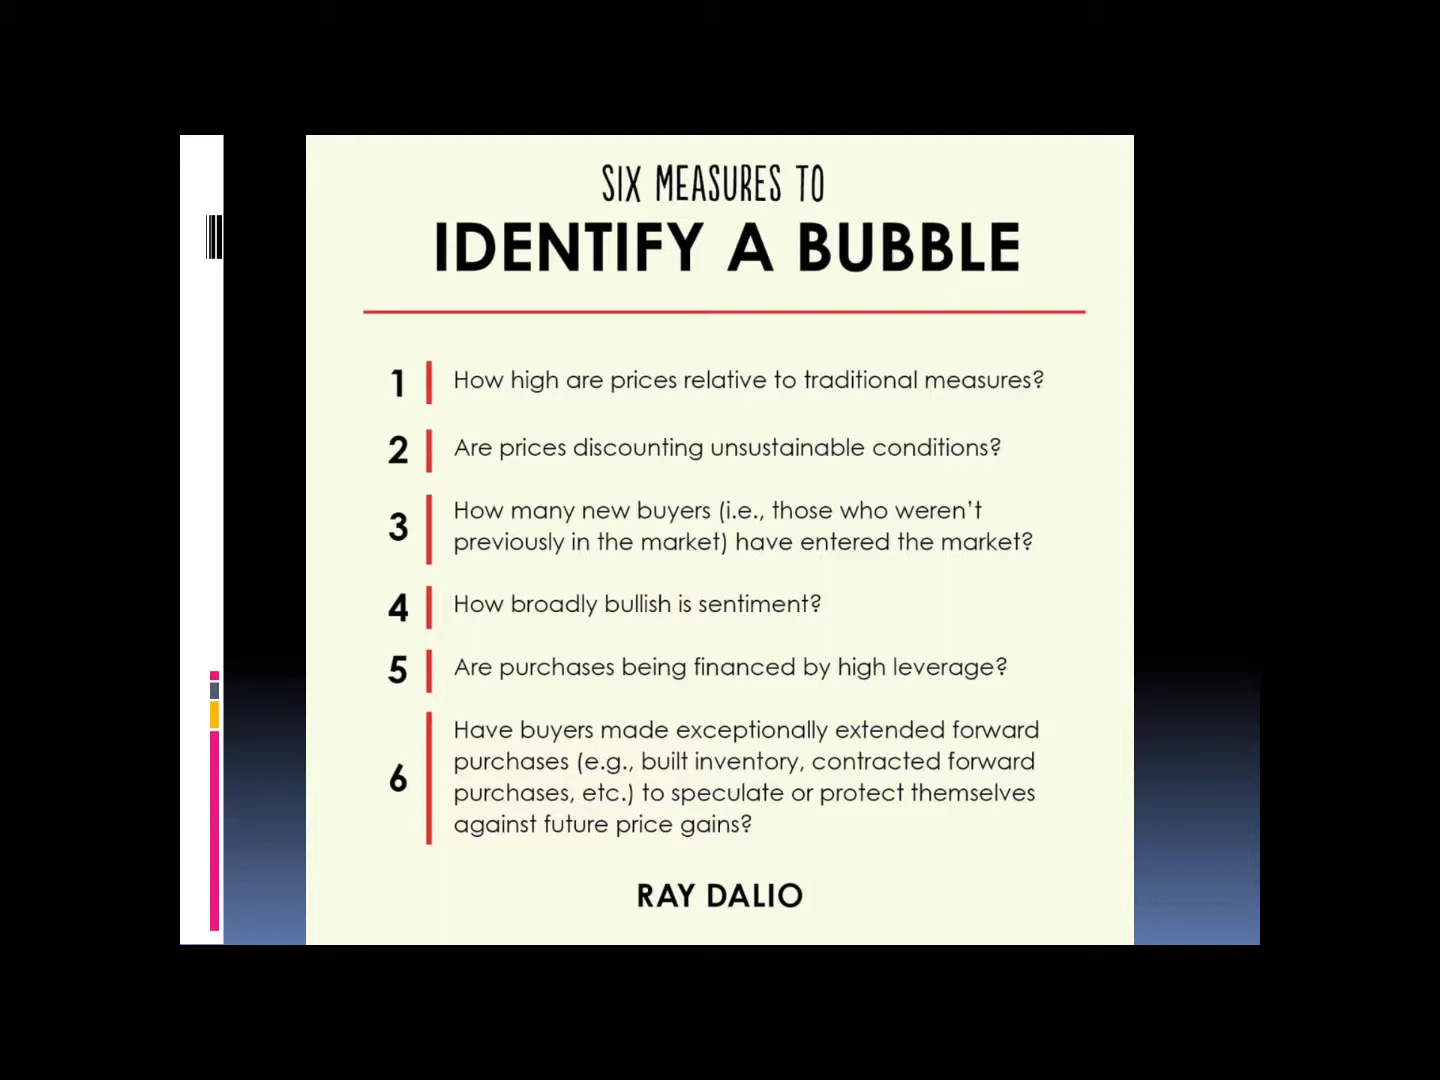 SIX MEASURES TO
IDENTIFY A BUBBLE
1 How high are prices relative to traditional measures?
2 Are prices discounting unsustainable conditions?
3 How many new buyers (i.e., those who weren't
previously in the market) have entered the market?
4 How broadly bullish is sentiment?
5 Are purchases being financed by high leverage?
6 Have buyers made exceptionally extended forward
purchases (e.g., built inventory, contracted forward
purchases, etc.) to speculate or protect themselves
against future price gains?
RAY DALIO